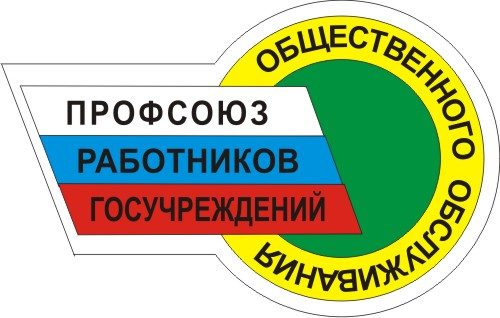 ПРОФСОЮЗ
РАБОТНИКОВ
ГОСУЧРЕЖДЕНИЙ
ОБЩЕСТВЕННОГО ОБСЛУЖИВАНИЯ